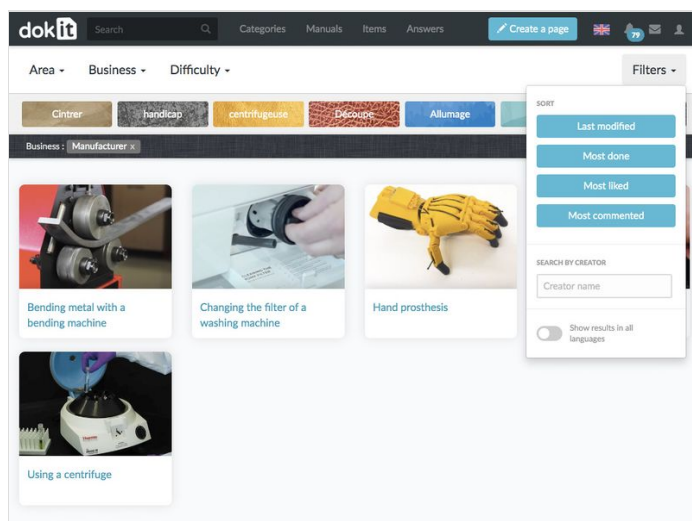 dokit
Search
Categories
Manuals
Items
Answers
Create a page
79
Area
Business
Difficulty
Filters
Cintrer
handicap
centrifugeuse
Découpe
Allumage
Business :
Manufacturer x
SORT
Last modified
Most done
Most liked
Most commented
SEARCH BY CREATOR
Creator name
Show results in all
languages
Bending metal with a
bending machine
Changing the filter of a
washing machine
Hand prosthesis
Using a centrifuge